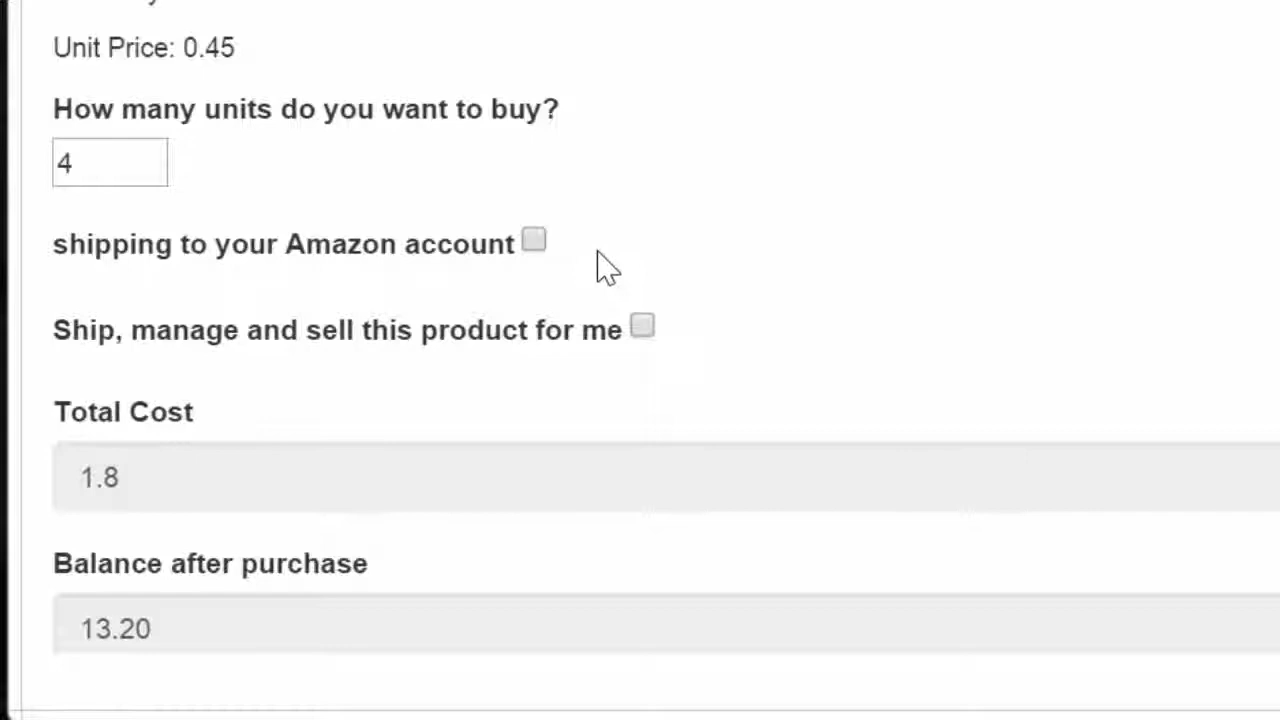 Unit Price: 0.45
How many units do you want to buy?
4
shipping to your Amazon account
Ship, manage and sell this product for me
Total Cost
1.8
Balance after purchase
13.20